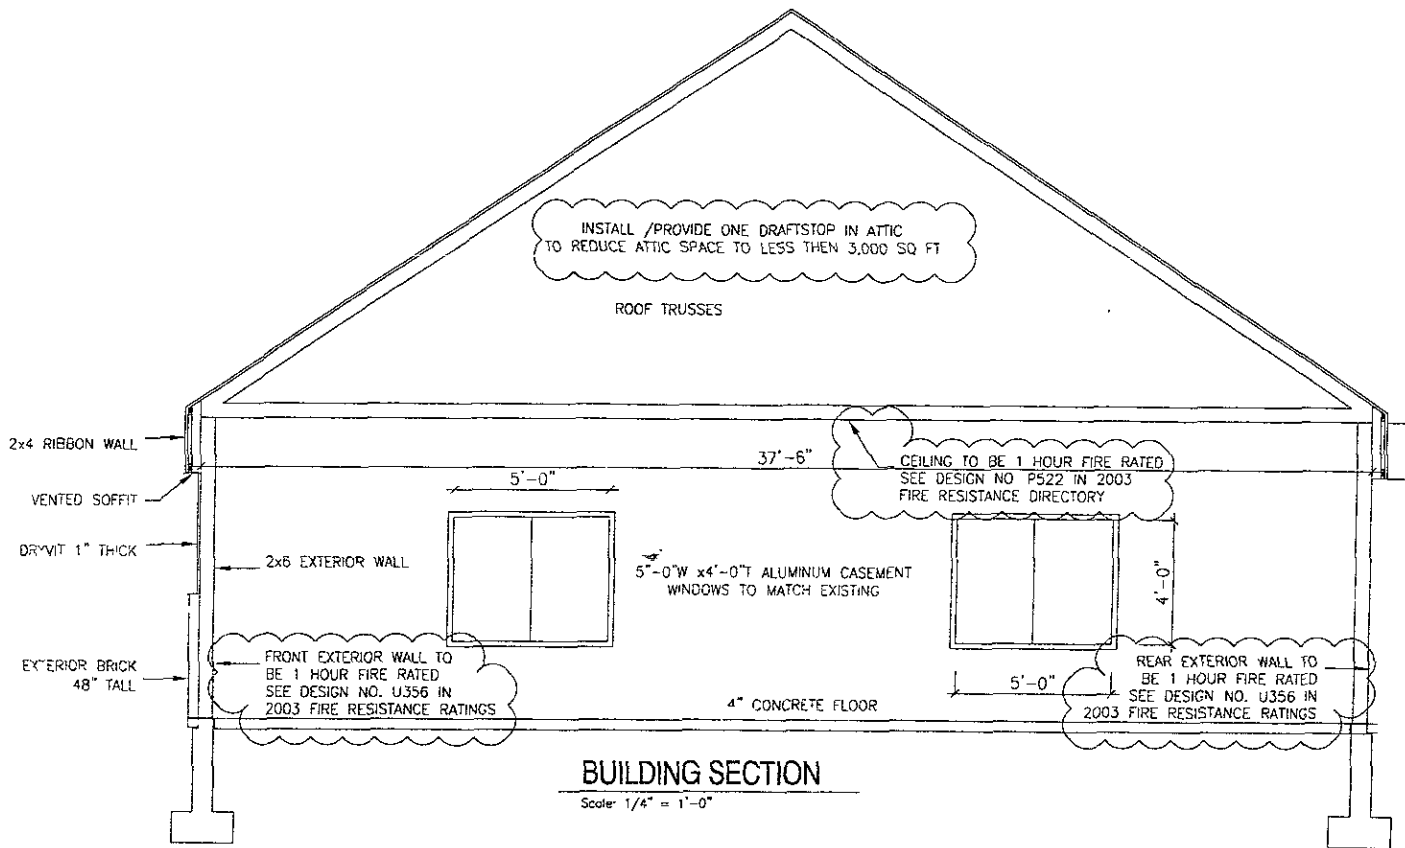 INSTALL /PROVIDE ONE DRAFTSTOP IN ATTIC
TO REDUCE ATTIC SPACE TO LESS THEN 3,000 SQ FT
ROOF TRUSSES
2x4 RIBBON WALL
VENTED SOFFIT
DRYVIT 1" THICK
EXTERIOR BRICK
48" TALL
2x6 EXTERIOR WALL
5'-0"
37'-6"
CEILING TO BE 1 HOUR FIRE RATED
SEE DESIGN NO P522 IN 2003
FIRE RESISTANCE DIRECTORY
5"-0"W x4'-0"T ALUMINUM CASEMENT
WINDOWS TO MATCH EXISTING
4'-0"
5'-0"
FRONT EXTERIOR WALL TO
BE 1 HOUR FIRE RATED
SEE DESIGN NO. U356 IN
2003 FIRE RESISTANCE RATINGS
4" CONCRETE FLOOR
REAR EXTERIOR WALL TO
BE 1 HOUR FIRE RATED
SEE DESIGN NO. U356 IN
2003 FIRE RESISTANCE RATINGS
BUILDING SECTION
Scale 1/4" = 1'-0"